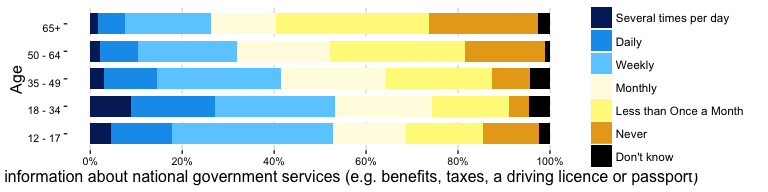 65+
50 - 64
35 - 49
18 - 34
12 - 17
Age
0%
20%
40%
60%
80%
100%
information about national government services (e.g. benefits, taxes, a driving licence or passport)
Several times per day
Daily
Weekly
Monthly
Less than Once a Month
Never
Don't know